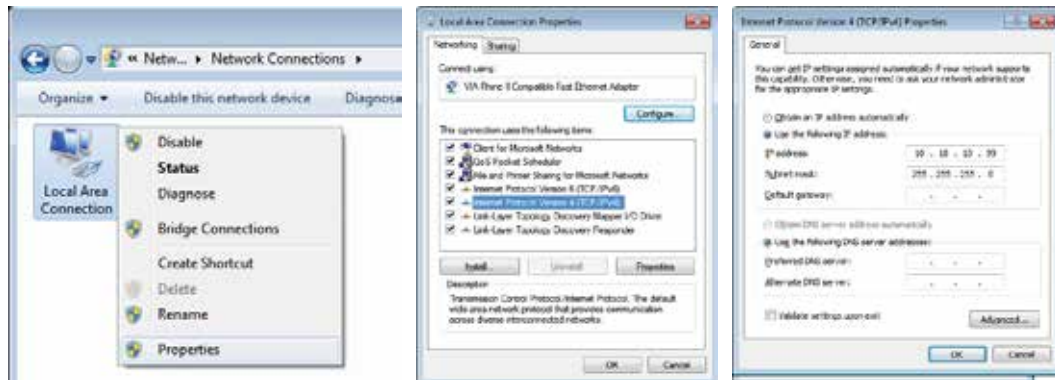 « Netw... ▸ Network Connections ▸
Organize ▾ Disable this network device Diagnose
Local Area
Connection
Disable
Status
Diagnose
Bridge Connections
Create Shortcut
Delete
Rename
Properties
Local Area Connection Properties
Networking Sharing
Connect using:
VIA Rhine II Compatible Fast Ethernet Adapter
Configure...
This connection uses the following items:
Client for Microsoft Networks
QoS Packet Scheduler
File and Printer Sharing for Microsoft Networks
Internet Protocol Version 6 (TCP/IPv6)
Internet Protocol Version 4 (TCP/IPv4)
Link-Layer Topology Discovery Mapper I/O Driver
Link-Layer Topology Discovery Responder
Install... Uninstall Properties
Description
Transmission Control Protocol/Internet Protocol. The default
wide area network protocol that provides communication
across diverse interconnected networks.
OK Cancel
Internet Protocol Version 4 (TCP/IPv4) Properties
General
You can get IP settings assigned automatically if your network supports
this capability. Otherwise, you need to ask your network administrator
for the appropriate IP settings.
Obtain an IP address automatically
Use the following IP address:
IP address: 10 . 10 . 10 . 99
Subnet mask: 255 . 255 . 255 . 0
Default gateway: . . .
Obtain DNS server address automatically
Use the following DNS server addresses:
Preferred DNS server: . . .
Alternate DNS server: . . .
Validate settings upon exit
Advanced...
OK Cancel